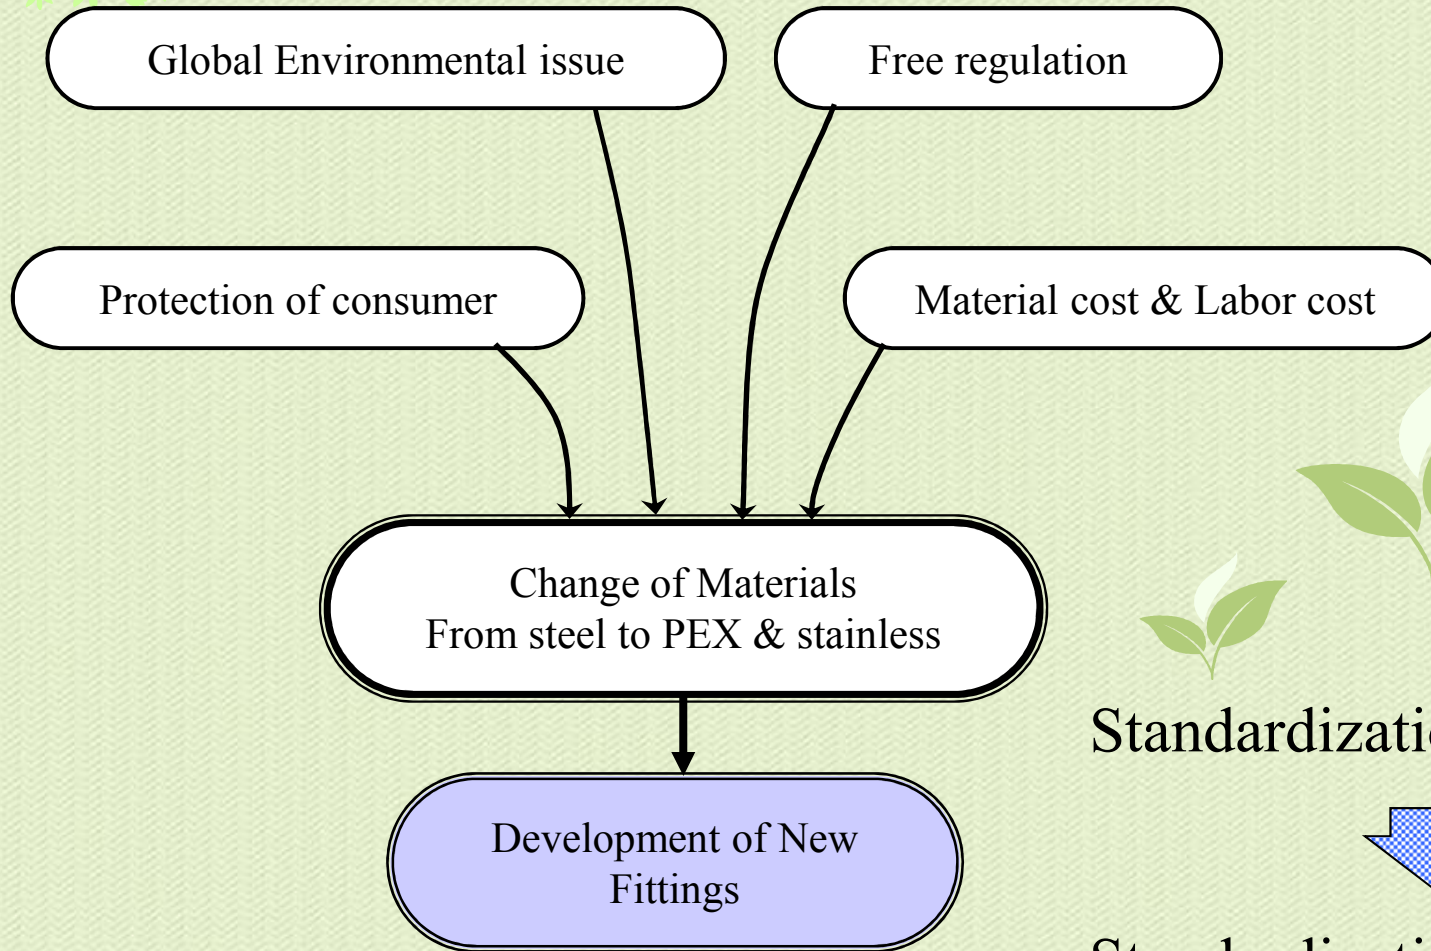 Global Environmental issue
Free regulation
Protection of consumer
Material cost & Labor cost
Change of Materials
From steel to PEX & stainless
Development of New
Fittings